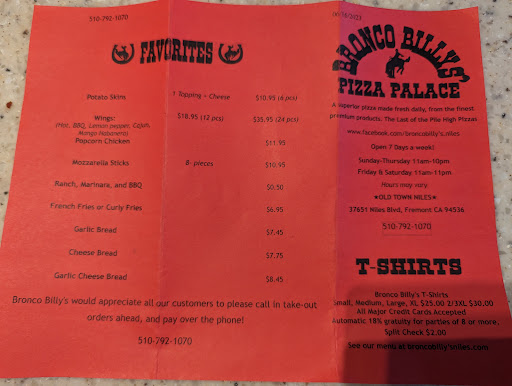 510-792-1070
FAVORITES
Potato Skins 1 Topping + Cheese $10.95 (6 pcs)
Wings: $18.95 (12 pcs) $35.95 (24 pcs)
(Hot, BBQ, Lemon pepper, Cajun,
Mango Habanero)
Popcorn Chicken $11.95
Mozzarella Sticks 8- pieces $10.95
Ranch, Marinara, and BBQ $0.50
French Fries or Curly Fries $6.95
Garlic Bread $7.45
Cheese Bread $7.75
Garlic Cheese Bread $8.45
Bronco Billy's would appreciate all our customers to please call in take-out
orders ahead, and pay over the phone!
510-792-1070
BRONCO BILLY'S
PIZZA PALACE
A superior pizza made fresh daily, from the finest
premium products. The Last of the Pile High Pizzas
www.facebook.com/broncobilly's.niles
Open 7 Days a week!
Sunday-Thursday 11am-10pm
Friday & Saturday 11am-11pm
Hours may vary
★OLD TOWN NILES★
37651 Niles Blvd, Fremont CA 94536
510-792-1070
T-SHIRTS
Bronco Billy's T-Shirts
Small, Medium, Large, XL $25.00 2/3XL $30.00
All Major Credit Cards Accepted
Automatic 18% gratuity for parties of 8 or more.
Split Check $2.00
See our menu at broncobilly'sniles.com